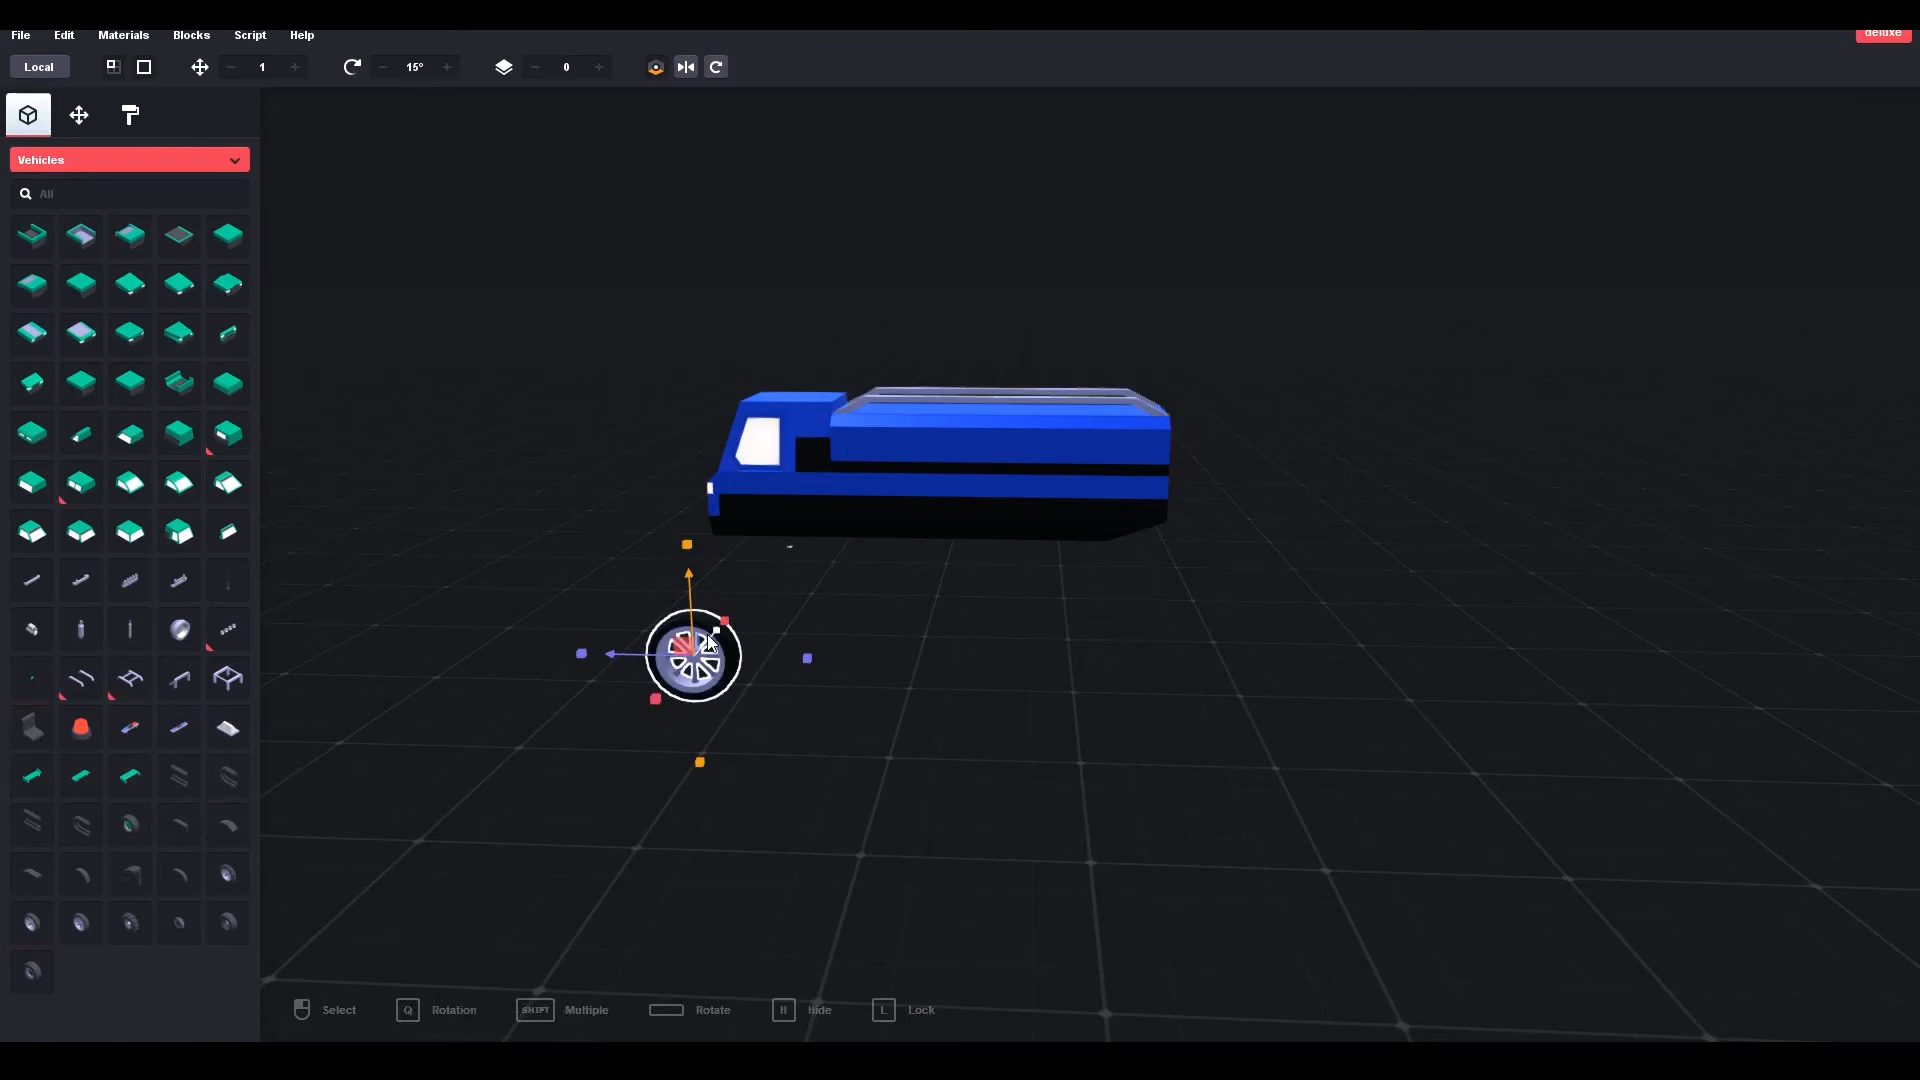 File Edit Materials Blocks Script Help
deluxe
Local 1 15° 0
Vehicles
All
Select Q Rotation SHIFT Multiple Rotate H Hide L Lock